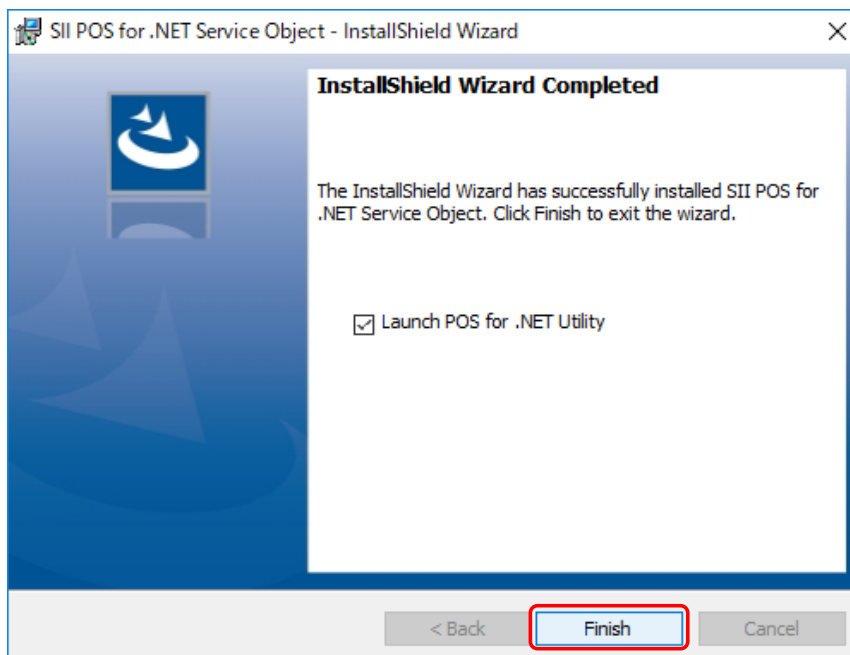 SII POS for .NET Service Object - InstallShield Wizard
InstallShield Wizard Completed
The InstallShield Wizard has successfully installed SII POS for
.NET Service Object. Click Finish to exit the wizard.
Launch POS for .NET Utility
< Back
Finish
Cancel